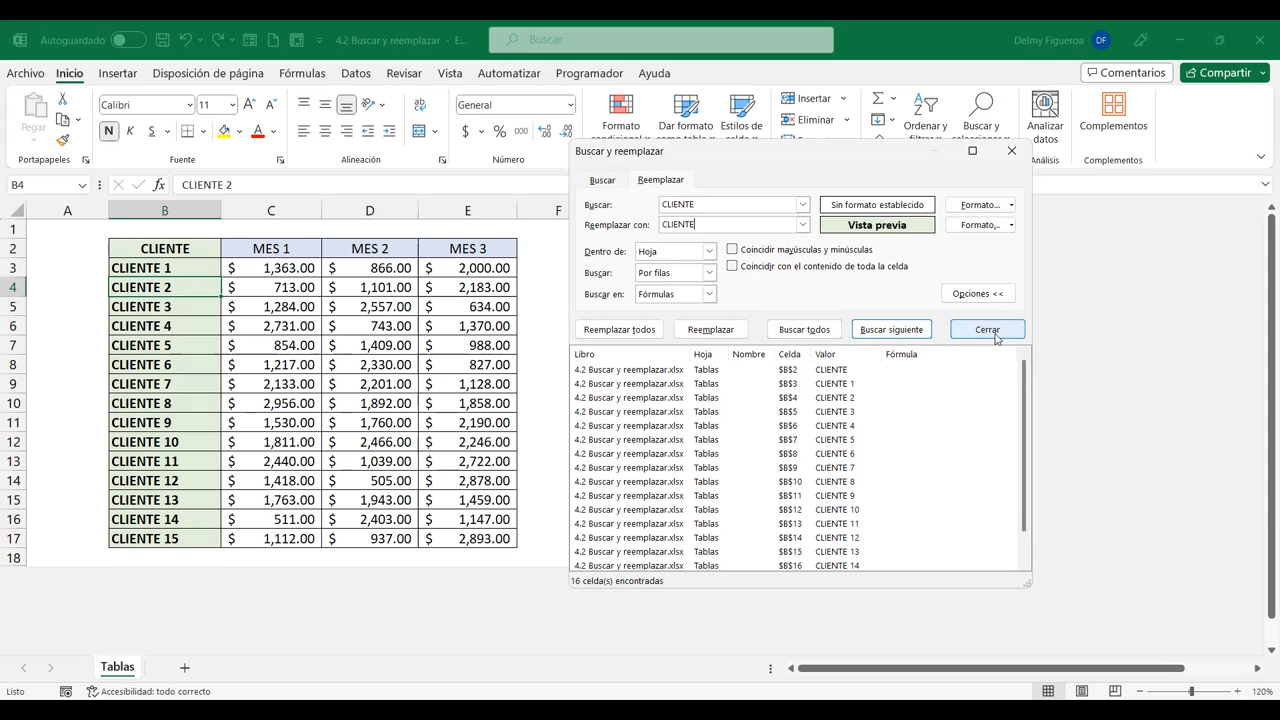 Autoguardado
4.2 Buscar y reemplazar - E...
Buscar
Delmy Figueroa DF
Archivo Inicio Insertar Disposición de página Fórmulas Datos Revisar Vista Automatizar Programador Ayuda
Comentarios Compartir
Pegar
Calibri 11
N K S
General
$ % 000
Formato Dar formato Estilos de
Insertar
Eliminar
Ordenar y Buscar y
Analizar
datos
Complementos
Portapapeles Fuente Alineación Número Análisis Complementos
B4 fx CLIENTE 2
A B C D E F
1
2 CLIENTE MES 1 MES 2 MES 3
3 CLIENTE 1 $ 1,363.00 $ 866.00 $ 2,000.00
4 CLIENTE 2 $ 713.00 $ 1,101.00 $ 2,183.00
5 CLIENTE 3 $ 1,284.00 $ 2,557.00 $ 634.00
6 CLIENTE 4 $ 2,731.00 $ 743.00 $ 1,370.00
7 CLIENTE 5 $ 854.00 $ 1,409.00 $ 988.00
8 CLIENTE 6 $ 1,217.00 $ 2,330.00 $ 827.00
9 CLIENTE 7 $ 2,133.00 $ 2,201.00 $ 1,128.00
10 CLIENTE 8 $ 2,956.00 $ 1,892.00 $ 1,858.00
11 CLIENTE 9 $ 1,530.00 $ 1,760.00 $ 2,190.00
12 CLIENTE 10 $ 1,811.00 $ 2,466.00 $ 2,246.00
13 CLIENTE 11 $ 2,440.00 $ 1,039.00 $ 2,722.00
14 CLIENTE 12 $ 1,418.00 $ 505.00 $ 2,878.00
15 CLIENTE 13 $ 1,763.00 $ 1,943.00 $ 1,459.00
16 CLIENTE 14 $ 511.00 $ 2,403.00 $ 1,147.00
17 CLIENTE 15 $ 1,112.00 $ 937.00 $ 2,893.00
18
Buscar y reemplazar
Buscar Reemplazar
Buscar: CLIENTE Sin formato establecido Formato...
Reemplazar con: CLIENTE Vista previa Formato...
Dentro de: Hoja Coincidir mayúsculas y minúsculas
Buscar: Por filas Coincidir con el contenido de toda la celda
Buscar en: Fórmulas Opciones <<
Reemplazar todos Reemplazar Buscar todos Buscar siguiente Cerrar
Libro Hoja Nombre Celda Valor Fórmula
4.2 Buscar y reemplazar.xlsx Tablas $B$2 CLIENTE
4.2 Buscar y reemplazar.xlsx Tablas $B$3 CLIENTE 1
4.2 Buscar y reemplazar.xlsx Tablas $B$4 CLIENTE 2
4.2 Buscar y reemplazar.xlsx Tablas $B$5 CLIENTE 3
4.2 Buscar y reemplazar.xlsx Tablas $B$6 CLIENTE 4
4.2 Buscar y reemplazar.xlsx Tablas $B$7 CLIENTE 5
4.2 Buscar y reemplazar.xlsx Tablas $B$8 CLIENTE 6
4.2 Buscar y reemplazar.xlsx Tablas $B$9 CLIENTE 7
4.2 Buscar y reemplazar.xlsx Tablas $B$10 CLIENTE 8
4.2 Buscar y reemplazar.xlsx Tablas $B$11 CLIENTE 9
4.2 Buscar y reemplazar.xlsx Tablas $B$12 CLIENTE 10
4.2 Buscar y reemplazar.xlsx Tablas $B$13 CLIENTE 11
4.2 Buscar y reemplazar.xlsx Tablas $B$14 CLIENTE 12
4.2 Buscar y reemplazar.xlsx Tablas $B$15 CLIENTE 13
4.2 Buscar y reemplazar.xlsx Tablas $B$16 CLIENTE 14
16 celda(s) encontradas
Tablas
Listo Accesibilidad: todo correcto 120%